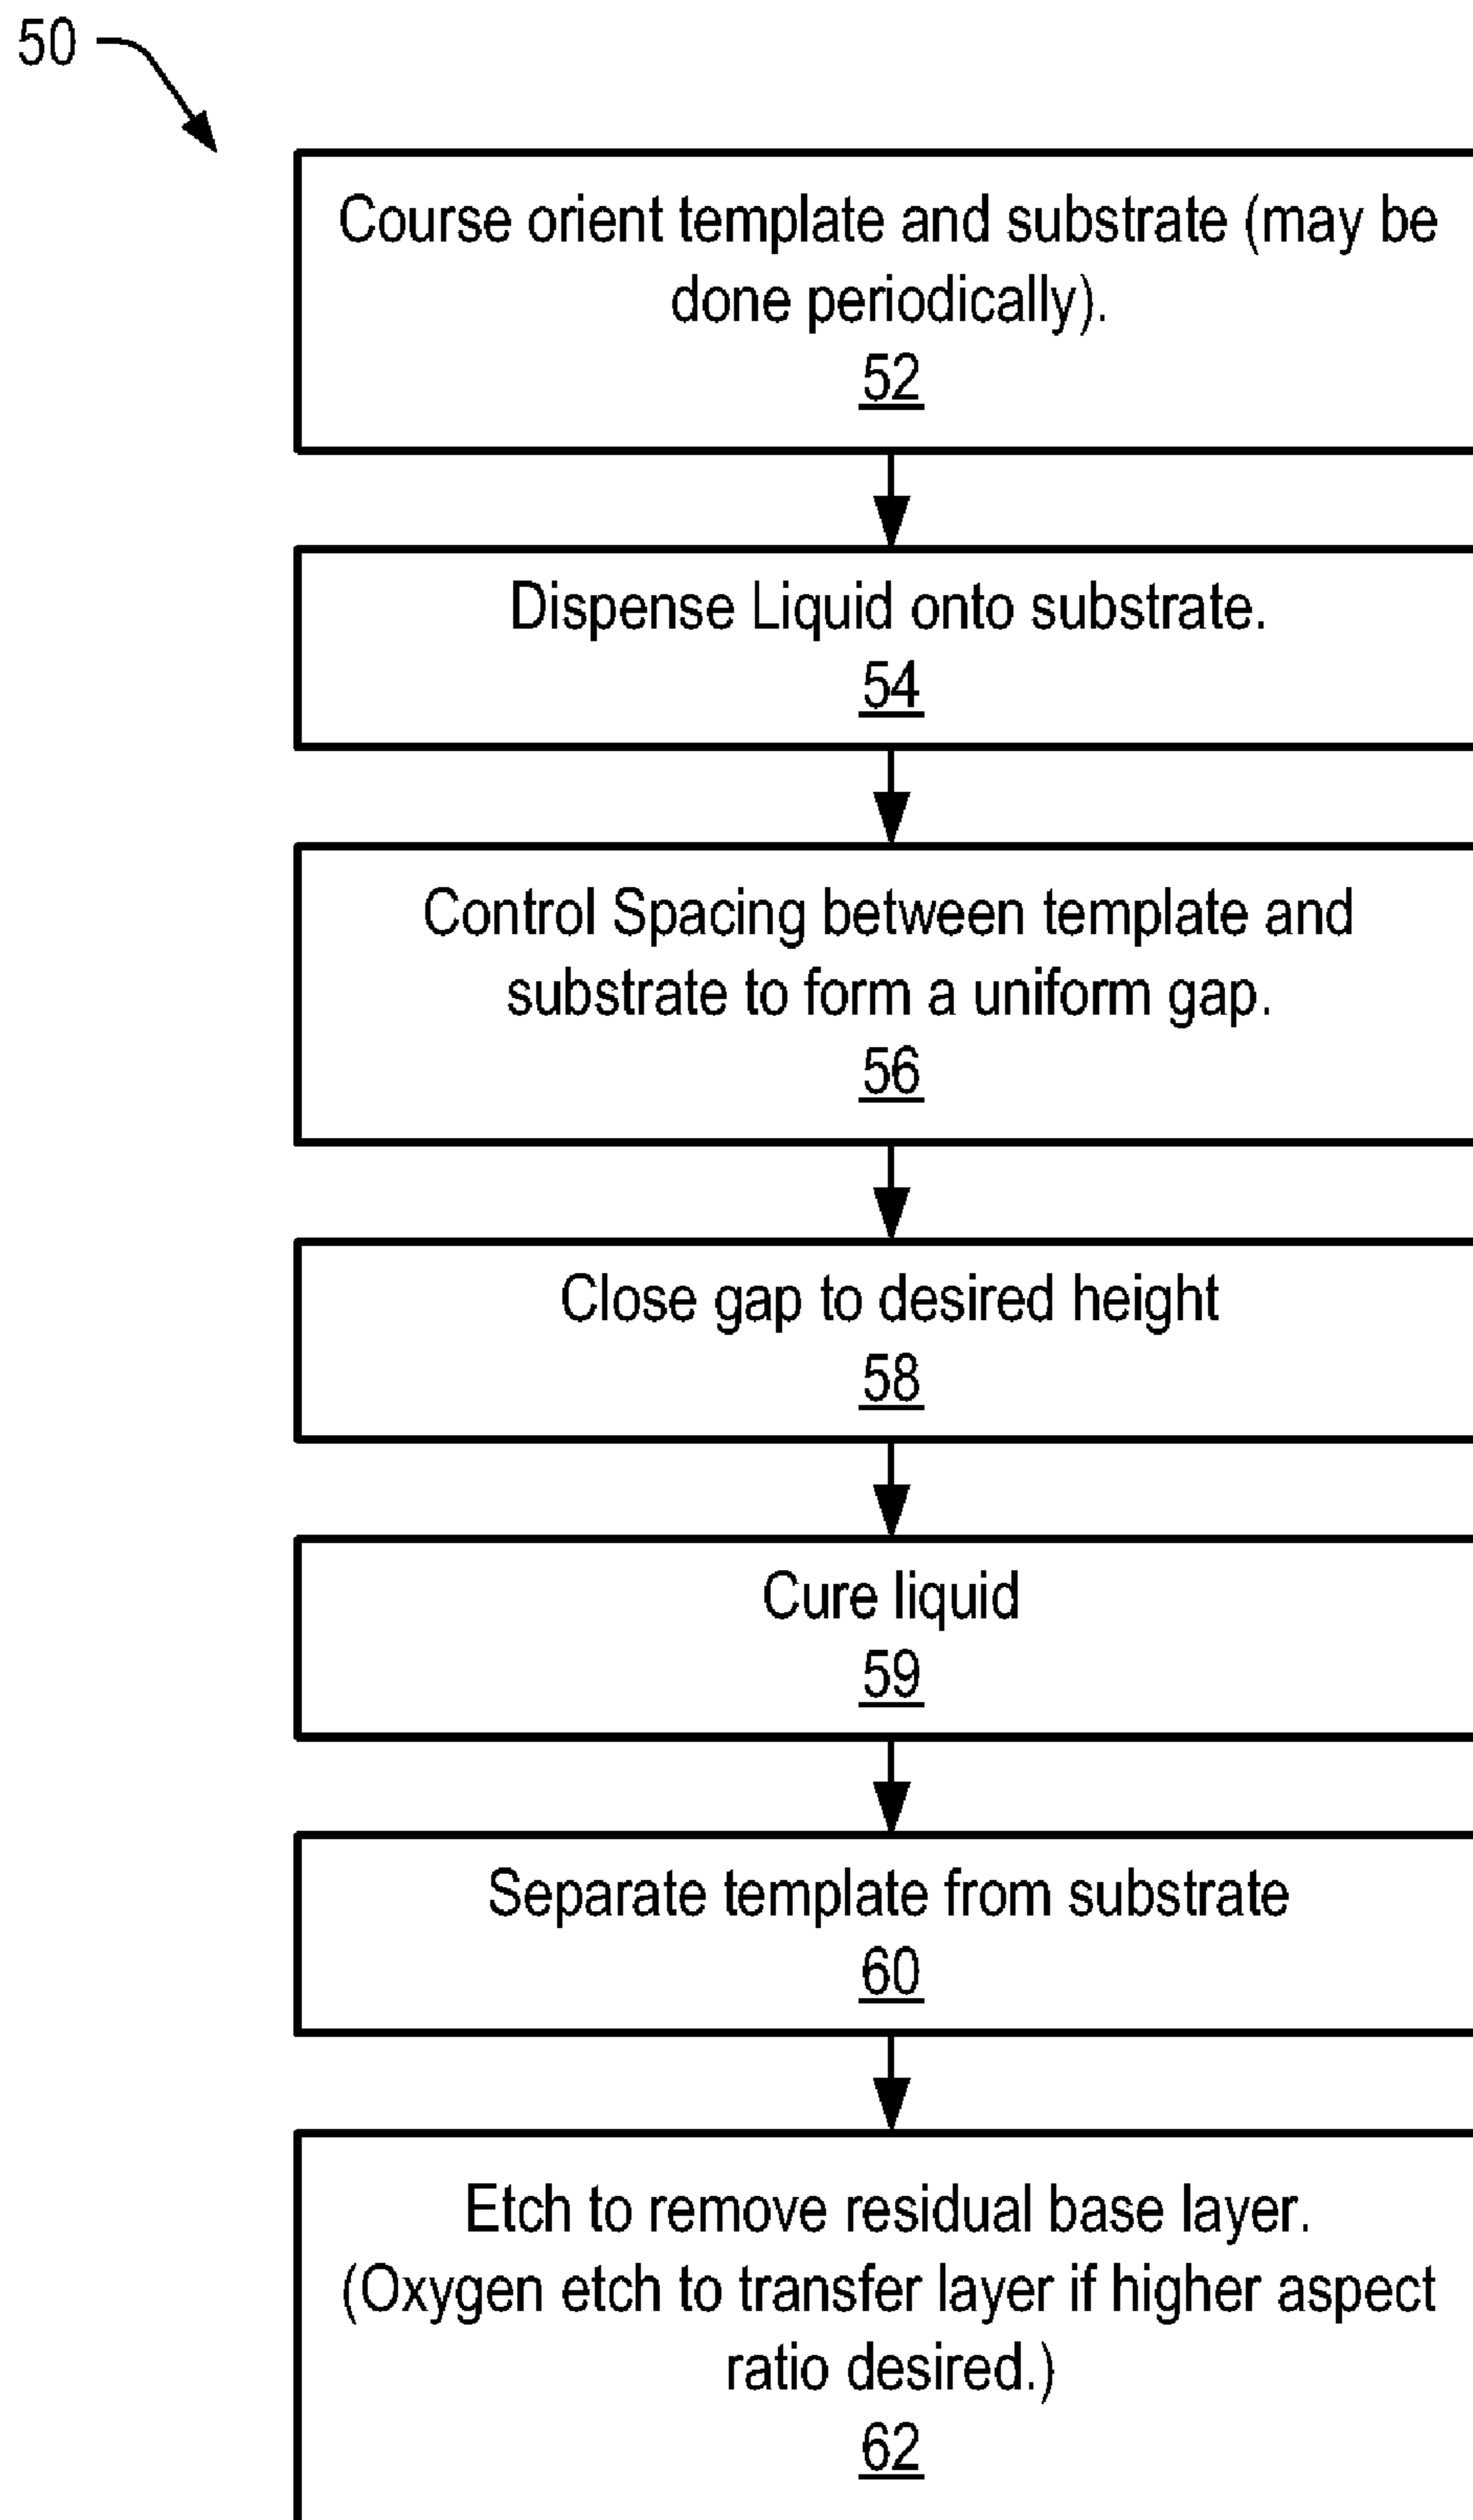 50
Course orient template and substrate (may be
done periodically).
52
Dispense Liquid onto substrate.
54
Control Spacing between template and
substrate to form a uniform gap.
56
Close gap to desired height
58
Cure liquid
59
Separate template from substrate
60
Etch to remove residual base layer.
(Oxygen etch to transfer layer if higher aspect
ratio desired.)
62